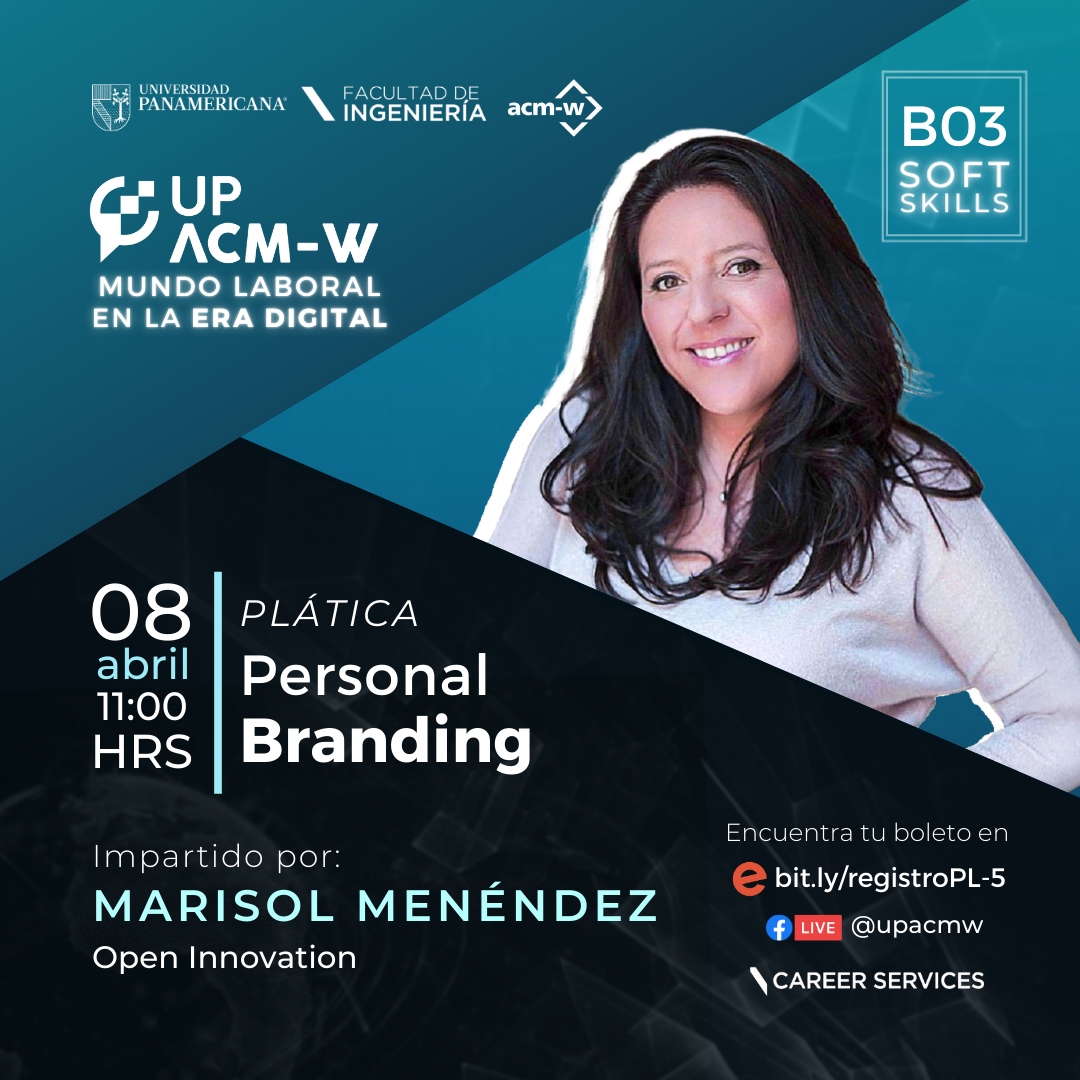 UNIVERSIDAD
PANAMERICANA®
FACULTAD DE
INGENIERÍA
acm-w
B03
SOFT
SKILLS
UP
ACM-W
MUNDO LABORAL
EN LA ERA DIGITAL
08
abril
11:00
HRS
PLÁTICA
Personal
Branding
Impartido por:
MARISOL MENÉNDEZ
Open Innovation
Encuentra tu boleto en
e bit.ly/registroPL-5
f LIVE @upacmw
CAREER SERVICES